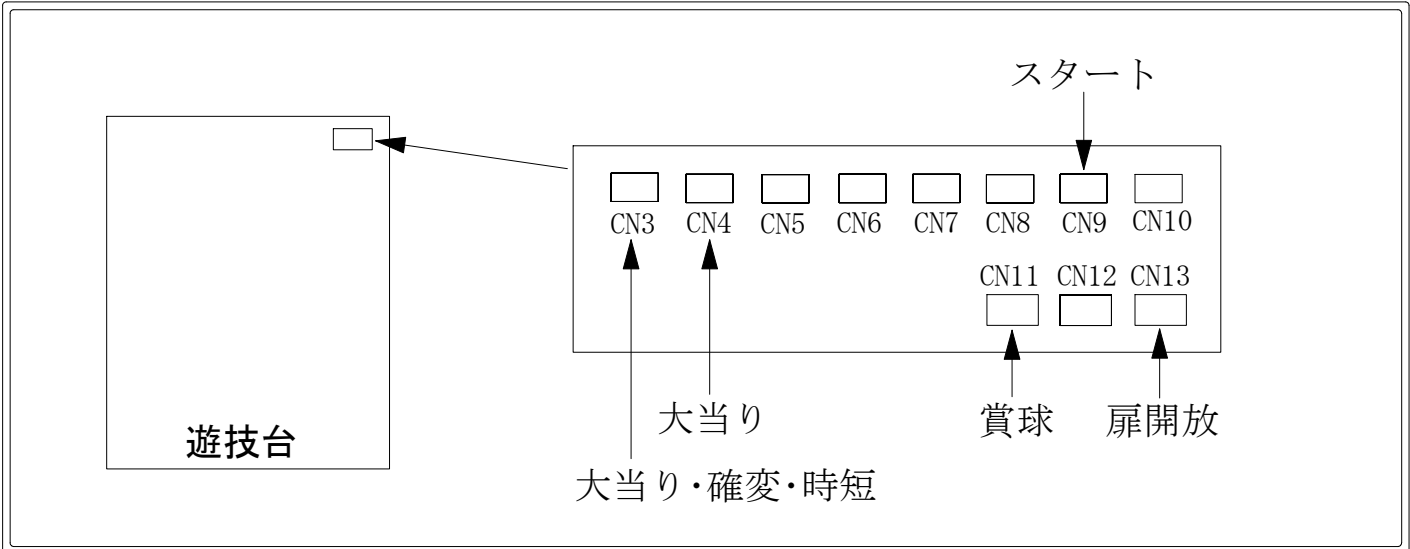 スタート
CN3 CN4 CN5 CN6 CN7 CN8 CN9 CN10
CN11 CN12 CN13
大当り
賞球
扉開放
遊技台
大当り・確変・時短